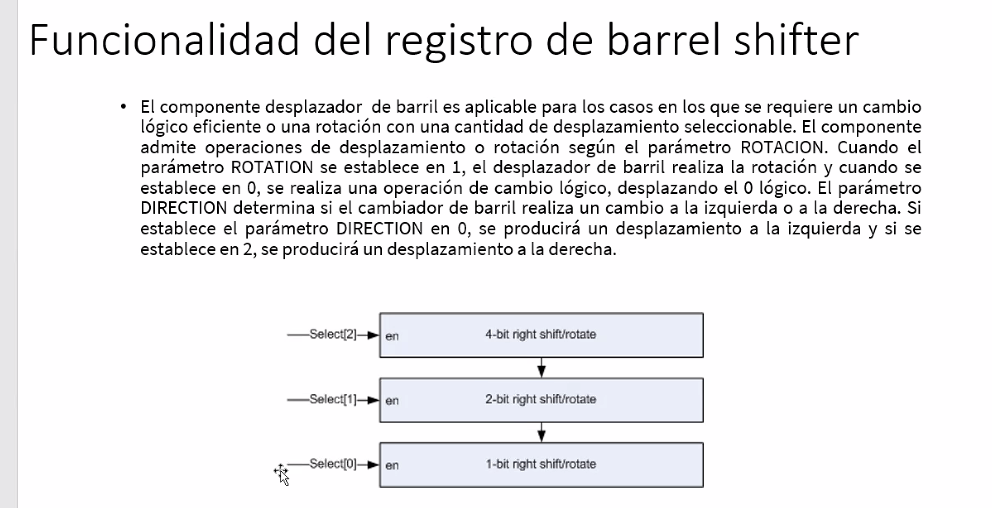 Funcionalidad del registro de barrel shifter
• El componente desplazador de barril es aplicable para los casos en los que se requiere un cambio
lógico eficiente o una rotación con una cantidad de desplazamiento seleccionable. El componente
admite operaciones de desplazamiento o rotación según el parámetro ROTACION. Cuando el
parámetro ROTATION se establece en 1, el desplazador de barril realiza la rotación y cuando se
establece en 0, se realiza una operación de cambio lógico, desplazando el 0 lógico. El parámetro
DIRECTION determina si el cambiador de barril realiza un cambio a la izquierda o a la derecha. Si
establece el parámetro DIRECTION en 0, se producirá un desplazamiento a la izquierda y si se
establece en 2, se producirá un desplazamiento a la derecha.
Select[2] en 4-bit right shift/rotate
Select[1] en 2-bit right shift/rotate
Select[0] en 1-bit right shift/rotate